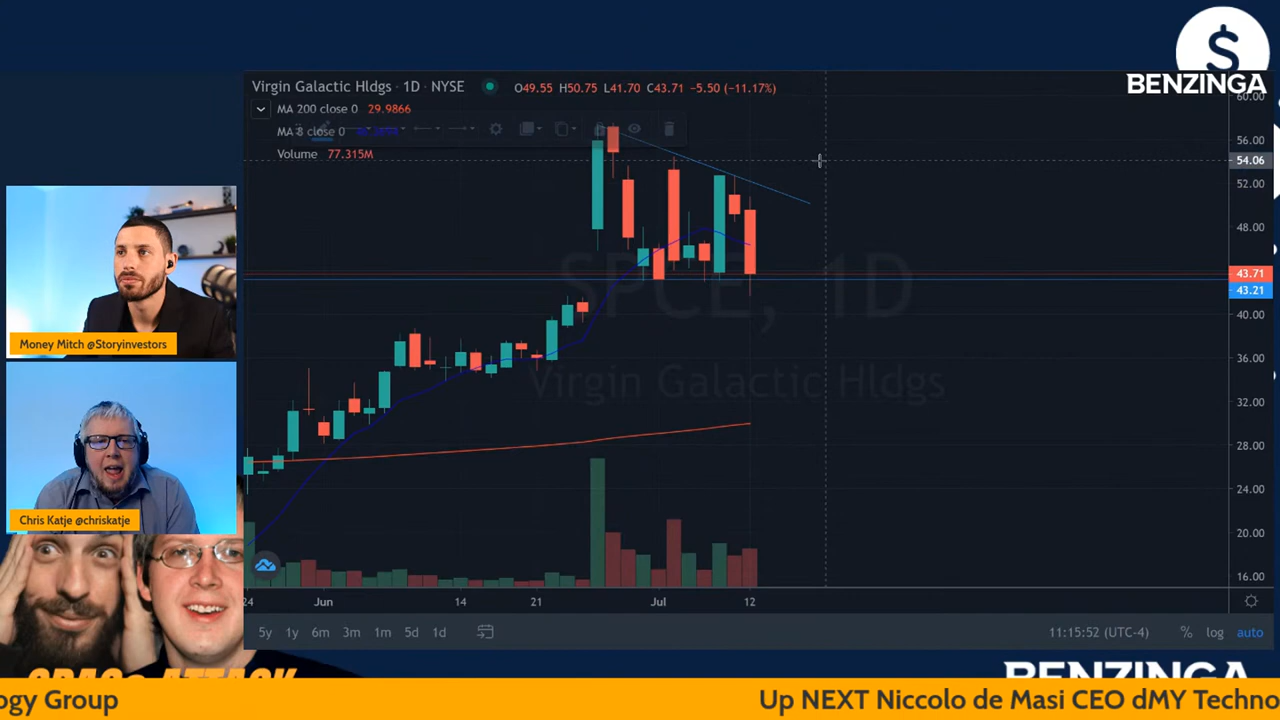 BENZINGA
Virgin Galactic Hldgs · 1D · NYSE
O49.55 H50.75 L41.70 C43.71 -5.50 (-11.17%)
MA 200 close 0 29.9866
MA 8 close 0
Volume 77.315M
60.00
56.00
54.06
52.00
48.00
43.71
43.21
40.00
36.00
32.00
28.00
24.00
20.00
16.00
SPCE, 1D
Virgin Galactic Hldgs
Money Mitch @Storyinvestors
Chris Katje @chriskatje
24 Jun 14 21 Jul 12
5y 1y 6m 3m 1m 5d 1d
11:15:52 (UTC-4) % log auto
SPACs ATTACK
BENZINGA
ogy Group
Up NEXT Niccolo de Masi CEO dMY Techno